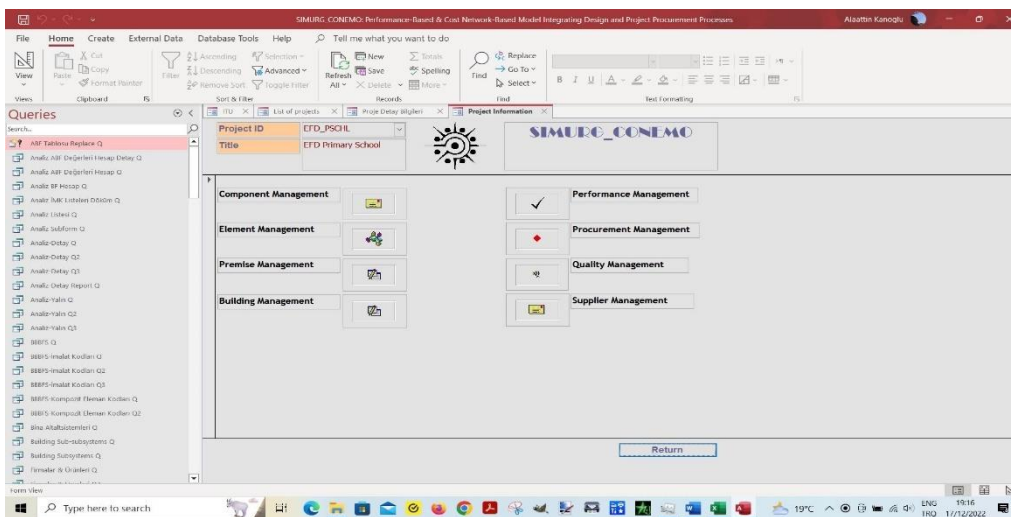 SIMURG_CONEMO: Performance-Based & Cost Network-Based Model Integrating Design and Project Procurement Processes
Alaattin Kanoglu
File Home Create External Data Database Tools Help Tell me what you want to do
View
Paste
Cut
Copy
Format Painter
Filter
Ascending
Descending
Remove Sort
Selection
Advanced
Toggle Filter
Refresh All
New
Save
Delete
Totals
Spelling
More
Find
Replace
Go To
Select
B I U
Views Clipboard Sort & Filter Records Find Text Formatting
Queries
Search...
ABF Tablosu Replace Q
Analiz ABF Değerleri Hesap Detay Q
Analiz ABF Değerleri Hesap Q
Analiz BF Hesap Q
Analiz İMK Listeleri Döküm Q
Analiz Listesi Q
Analiz Subform Q
Analiz-Detay Q
Analiz-Detay Q2
Analiz-Detay Q3
Analiz-Detay Report Q
Analiz-Yalın Q
Analiz-Yalın Q2
Analiz-Yalın Q3
BBBFS Q
BBBFS-İmalat Kodları Q
BBBFS-İmalat Kodları Q2
BBBFS-İmalat Kodları Q3
BBBFS Kompozit Eleman Kodları Q
BBBFS Kompozit Eleman Kodları Q2
Bina Altaltsistemleri Q
Building Sub-subsystems Q
Building Subsystems Q
Firmalar & Ürünleri Q
ITU List of projects Proje Detay Bilgileri Project Information
Project ID EFD_PSCHL
Title EFD Primary School
SIMURG_CONEMO
Component Management Performance Management
Element Management Procurement Management
Premise Management Quality Management
Building Management Supplier Management
Return
Form View
Type here to search
19°C
ENG
TRQ
19:16
17/12/2022